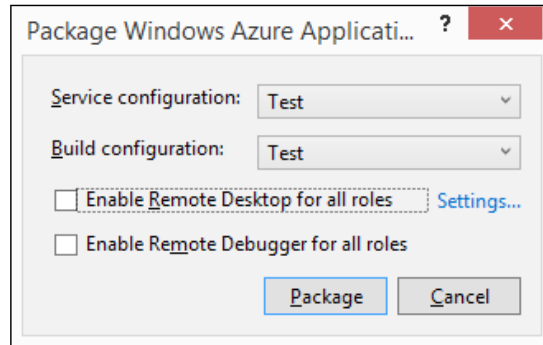 Package Windows Azure Applicati... ? ×
Service configuration: Test
Build configuration: Test
Enable Remote Desktop for all roles Settings...
Enable Remote Debugger for all roles
Package Cancel